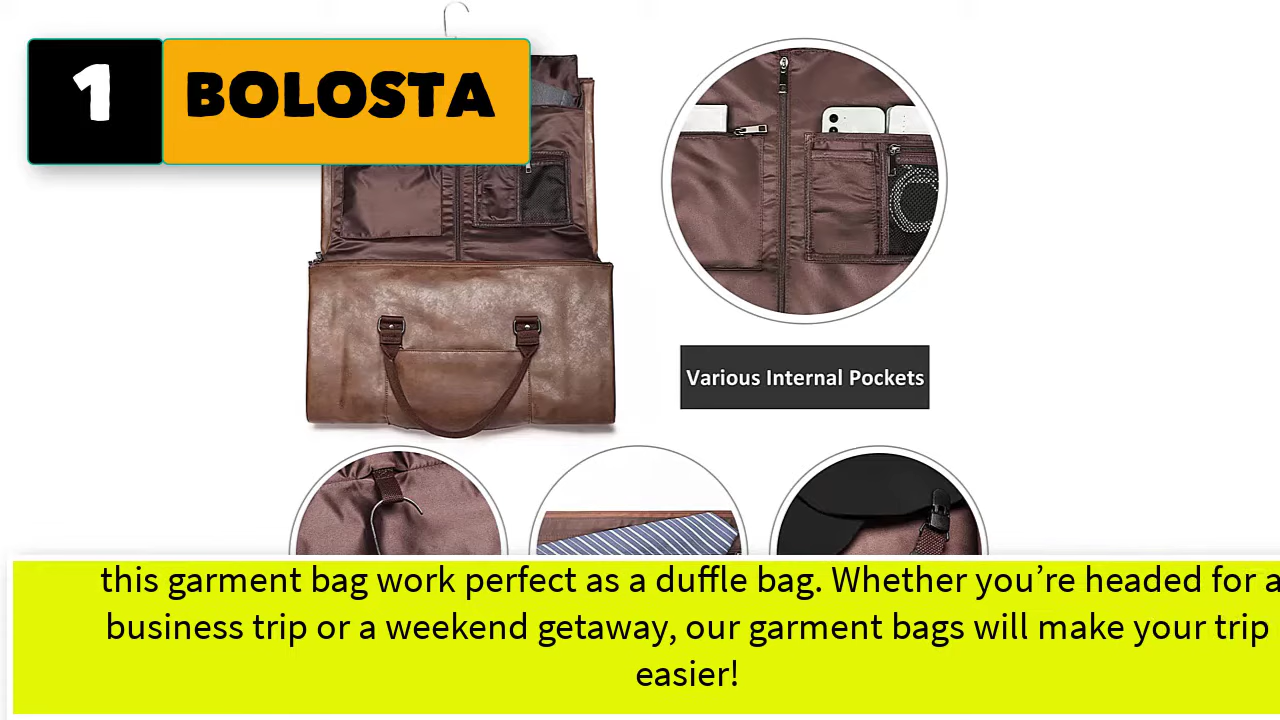 1 BOLOSTA
Various Internal Pockets
this garment bag work perfect as a duffle bag. Whether you’re headed for a
business trip or a weekend getaway, our garment bags will make your trip
easier!